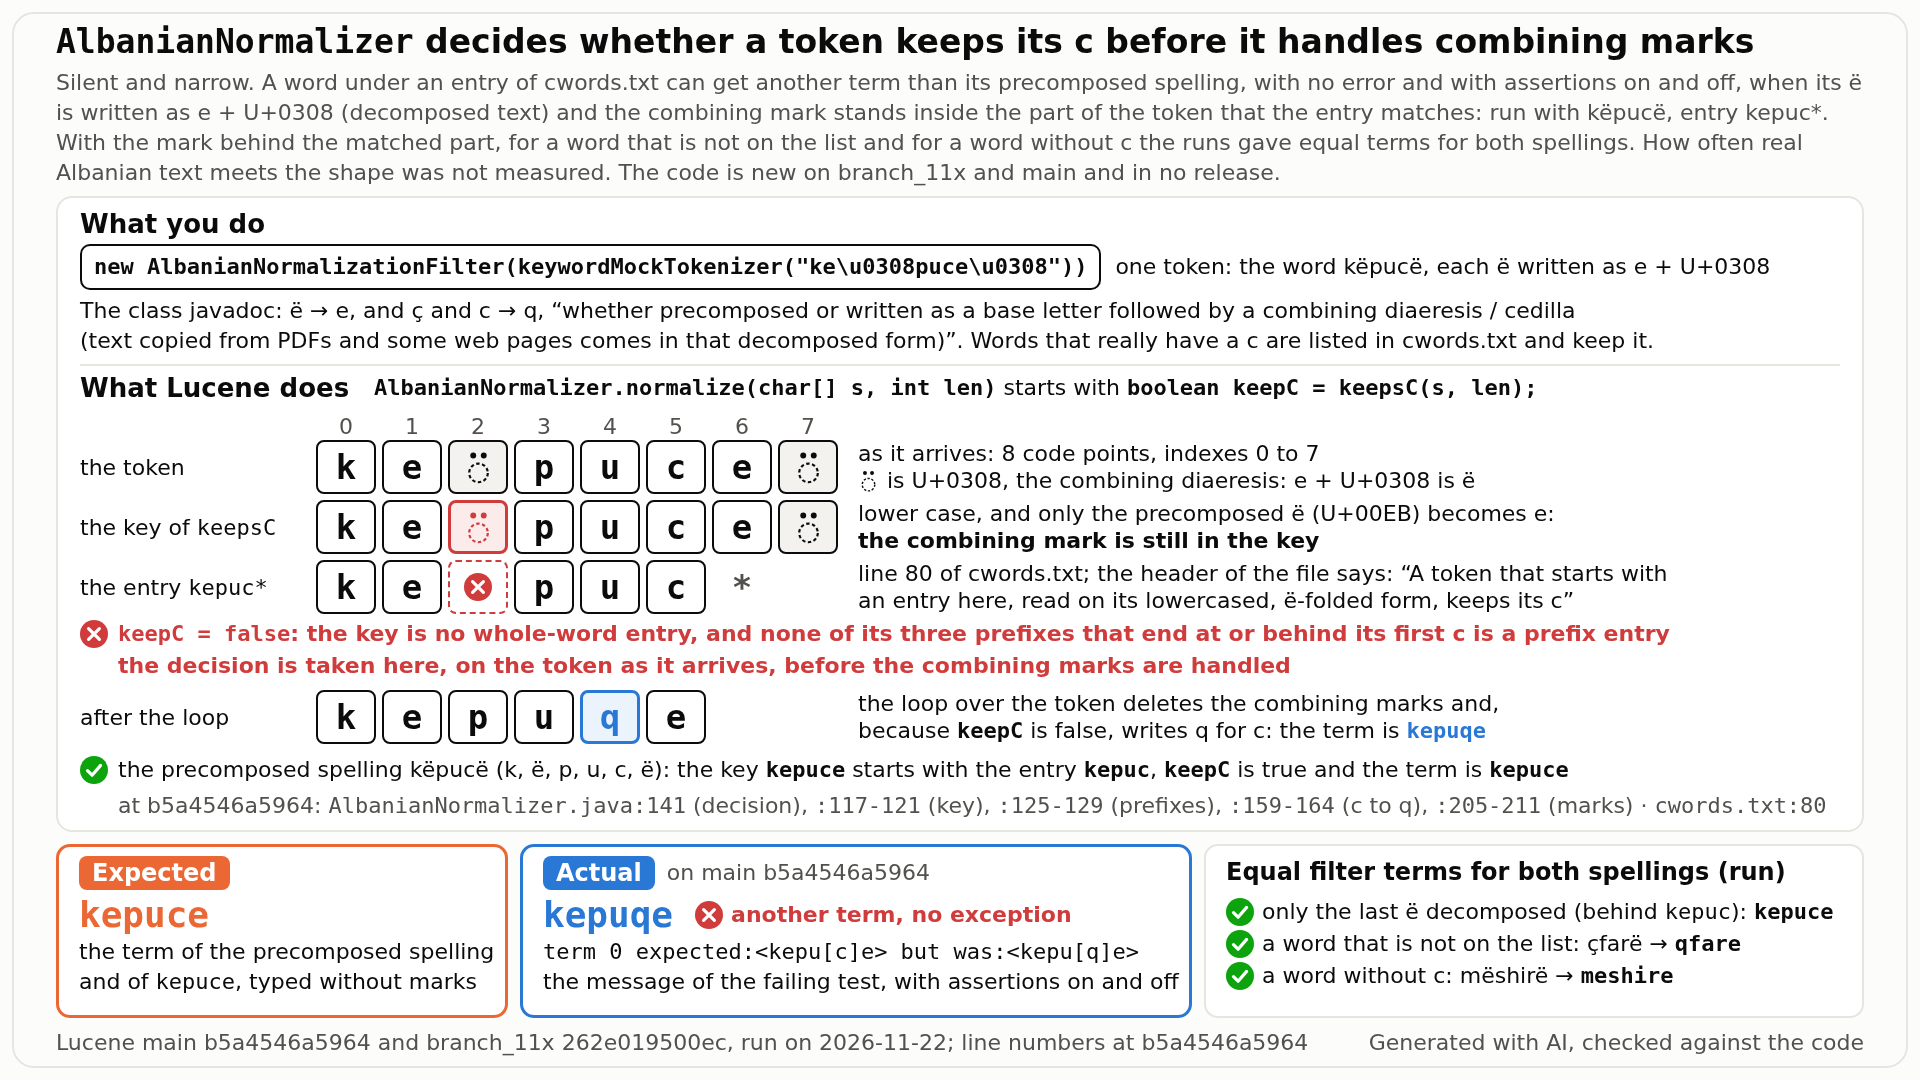 AlbanianNormalizer decides whether a token keeps its c before it handles combining marks
Silent and narrow. A word under an entry of cwords.txt can get another term than its precomposed spelling, with no error and with assertions on and off, when its ë
is written as e + U+0308 (decomposed text) and the combining mark stands inside the part of the token that the entry matches: run with këpucë, entry kepuc*.
With the mark behind the matched part, for a word that is not on the list and for a word without c the runs gave equal terms for both spellings. How often real
Albanian text meets the shape was not measured. The code is new on branch_11x and main and in no release.
What you do
new AlbanianNormalizationFilter(keywordMockTokenizer("ke\u0308puce\u0308")) one token: the word këpucë, each ë written as e + U+0308
The class javadoc: ë → e, and ç and c → q, “whether precomposed or written as a base letter followed by a combining diaeresis / cedilla
(text copied from PDFs and some web pages comes in that decomposed form)”. Words that really have a c are listed in cwords.txt and keep it.
What Lucene does AlbanianNormalizer.normalize(char[] s, int len) starts with boolean keepC = keepsC(s, len);
0 1 2 3 4 5 6 7
the token k e ◌̈ p u c e ◌̈ as it arrives: 8 code points, indexes 0 to 7
◌̈ is U+0308, the combining diaeresis: e + U+0308 is ë
the key of keepsC k e ◌̈ p u c e ◌̈ lower case, and only the precomposed ë (U+00EB) becomes e:
the combining mark is still in the key
the entry kepuc* k e p u c * line 80 of cwords.txt; the header of the file says: “A token that starts with
an entry here, read on its lowercased, ë-folded form, keeps its c”
keepC = false: the key is no whole-word entry, and none of its three prefixes that end at or behind its first c is a prefix entry
the decision is taken here, on the token as it arrives, before the combining marks are handled
after the loop k e p u q e the loop over the token deletes the combining marks and,
because keepC is false, writes q for c: the term is kepuqe
the precomposed spelling këpucë (k, ë, p, u, c, ë): the key kepuce starts with the entry kepuc, keepC is true and the term is kepuce
at b5a4546a5964: AlbanianNormalizer.java:141 (decision), :117-121 (key), :125-129 (prefixes), :159-164 (c to q), :205-211 (marks) · cwords.txt:80
Expected
kepuce
the term of the precomposed spelling
and of kepuce, typed without marks
Actual on main b5a4546a5964
kepuqe another term, no exception
term 0 expected:<kepu[c]e> but was:<kepu[q]e>
the message of the failing test, with assertions on and off
Equal filter terms for both spellings (run)
only the last ë decomposed (behind kepuc): kepuce
a word that is not on the list: çfarë → qfare
a word without c: mëshirë → meshire
Lucene main b5a4546a5964 and branch_11x 262e019500ec, run on 2026-11-22; line numbers at b5a4546a5964 Generated with AI, checked against the code